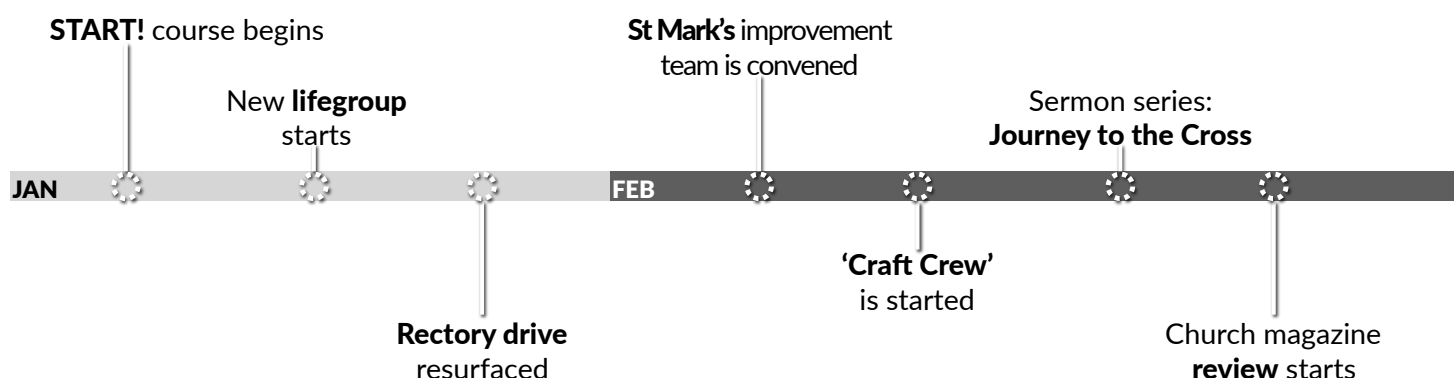 START! course begins
New lifegroup
starts
St Mark’s improvement
team is convened
Sermon series:
Journey to the Cross
JAN
FEB
Rectory drive
resurfaced
‘Craft Crew’
is started
Church magazine
review starts